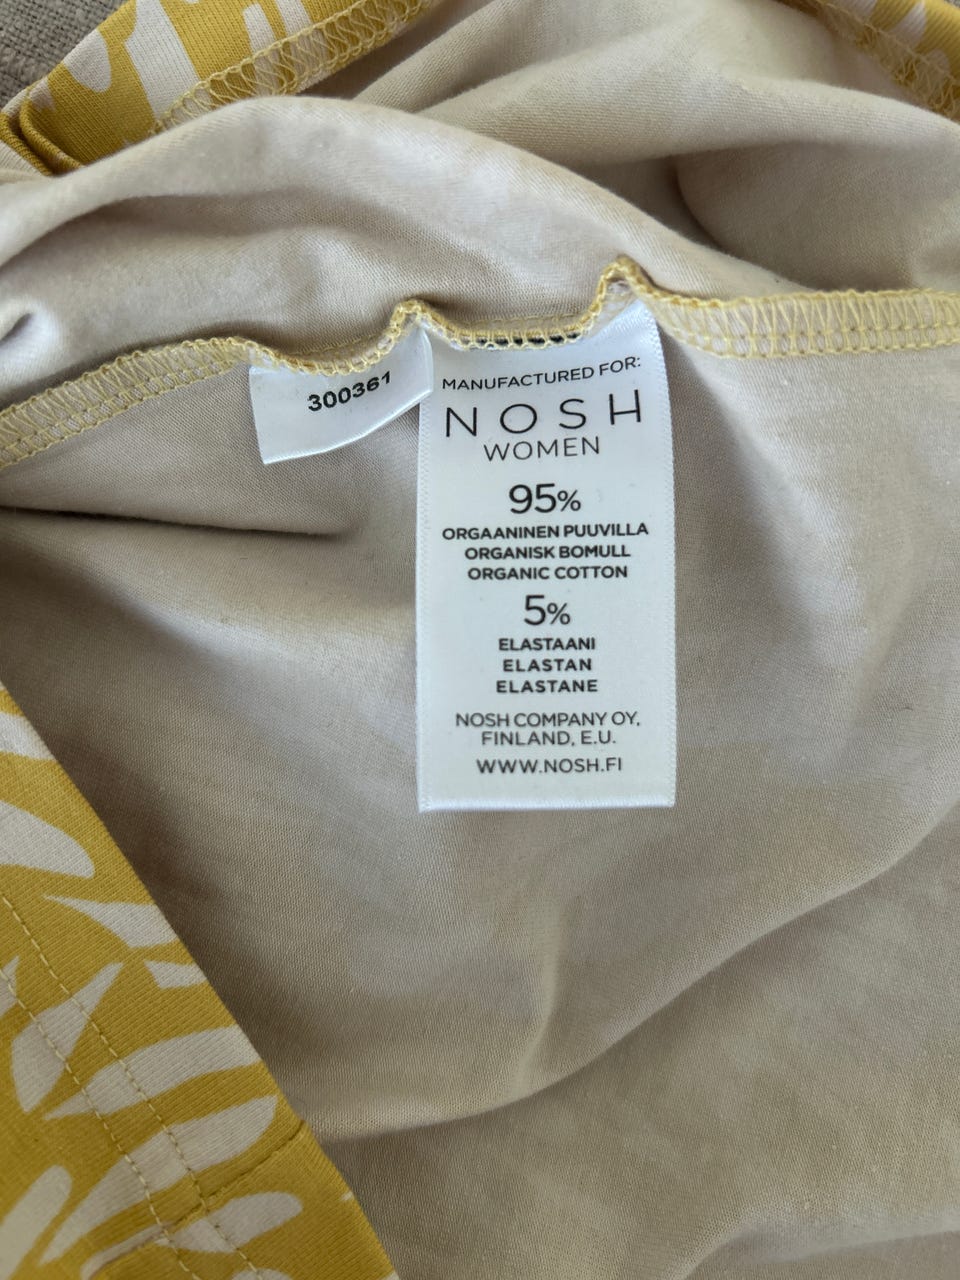 300361
MANUFACTURED FOR:
NOSH
WOMEN
95%
ORGAANINEN PUUVILLA
ORGANISK BOMULL
ORGANIC COTTON
5%
ELASTAANI
ELASTAN
ELASTANE
NOSH COMPANY OY,
FINLAND, E.U.
WWW.NOSH.FI